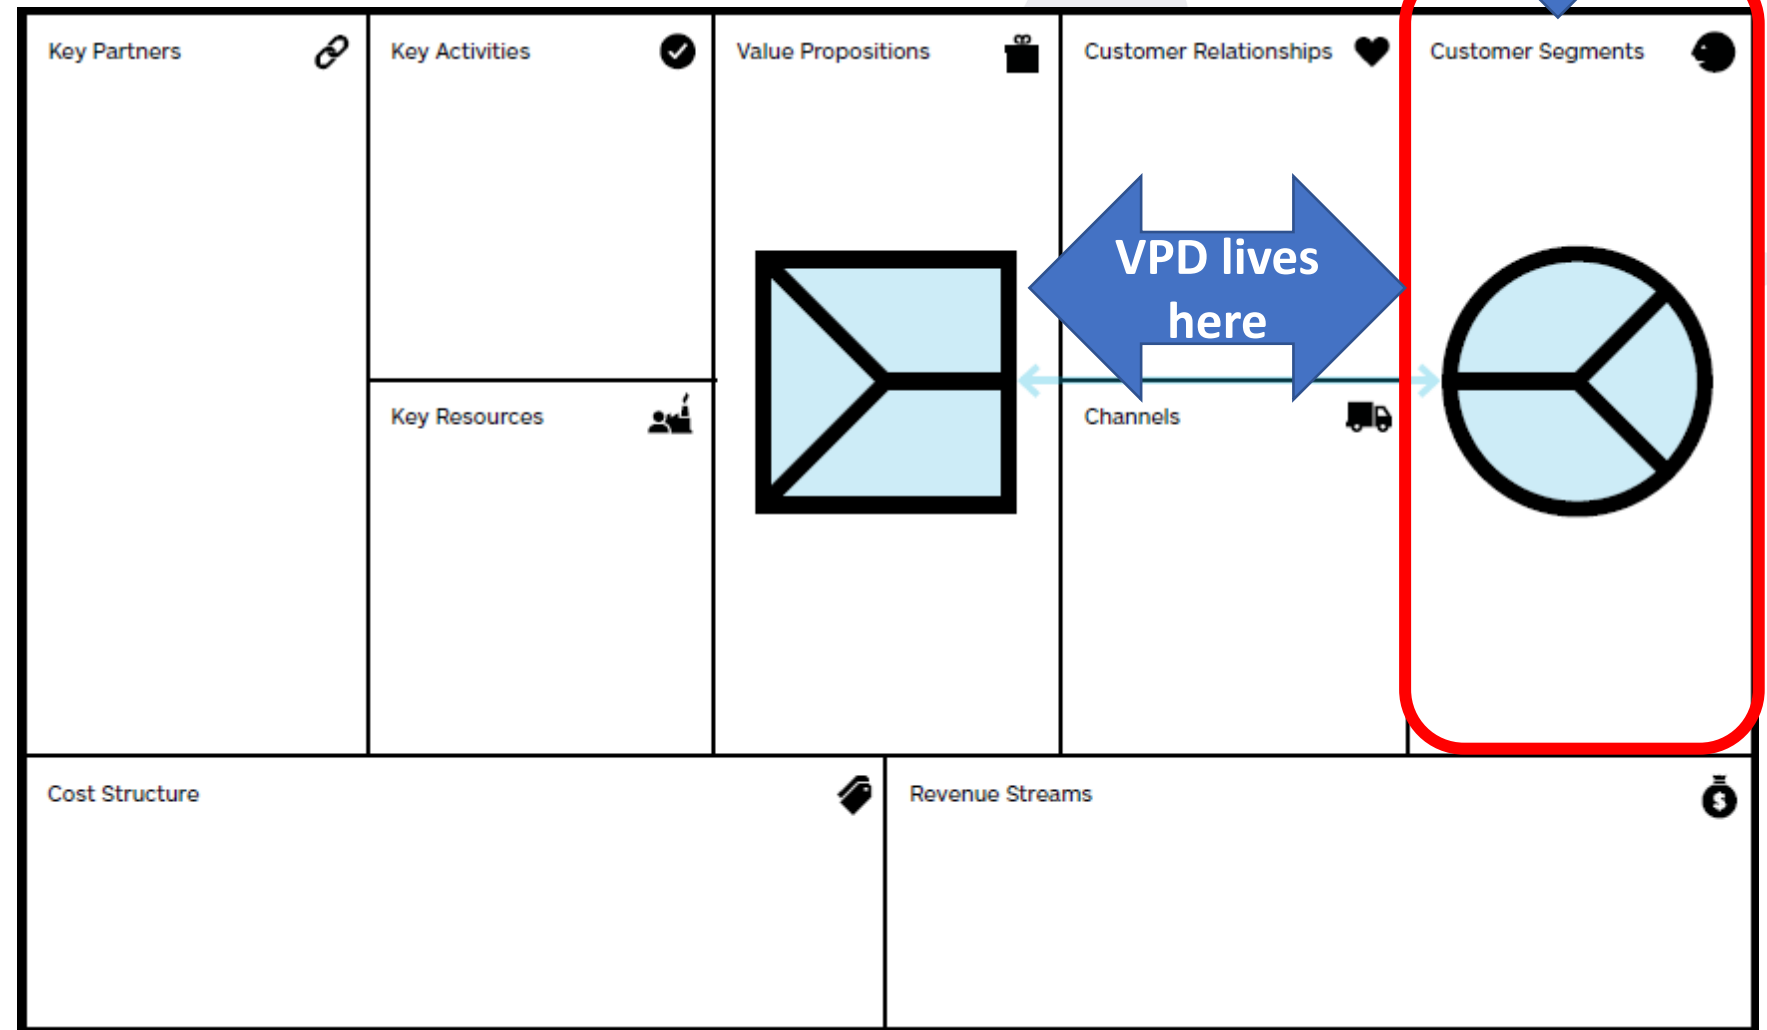 Key Partners
Key Activities
Value Propositions
Customer Relationships
Customer Segments
VPD lives
here
Key Resources
Channels
Cost Structure
Revenue Streams
$